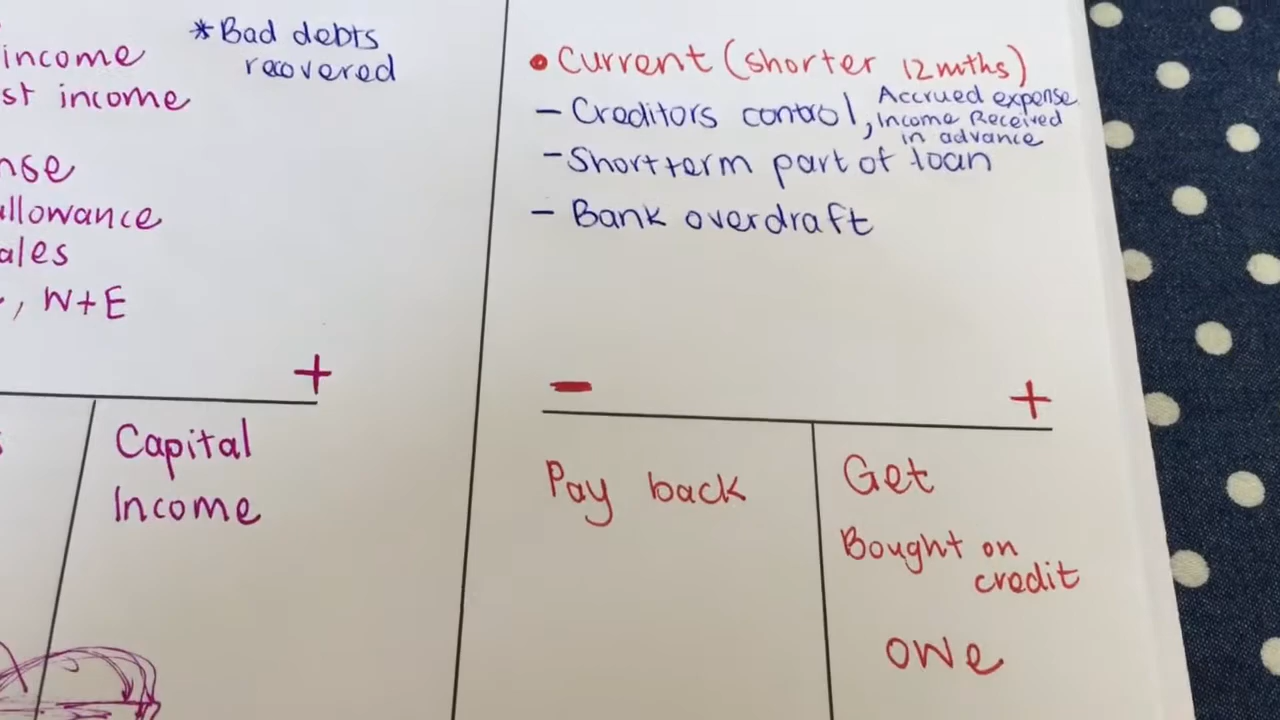 income
st income
nse
allowance
ales
, W+E
+
Capital
Income
*Bad debts
recovered
• Current (shorter 12mths)
- Creditors control, Accrued expense
Income Received
in advance
- Short term part of loan
- Bank overdraft
- +
Pay back
Get
Bought on
credit
owe